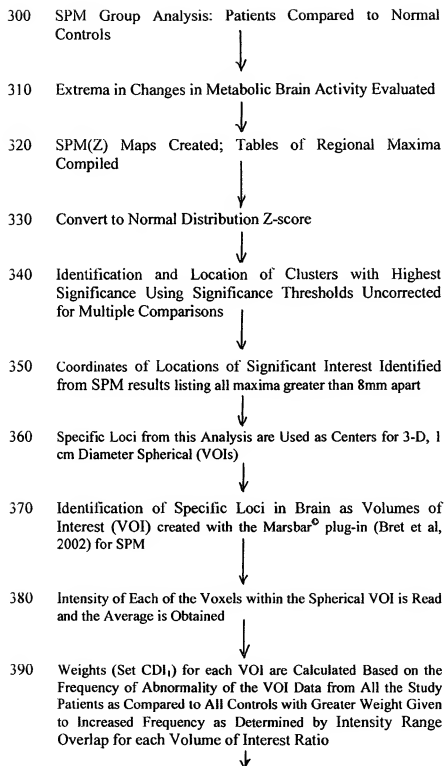 300 SPM Group Analysis: Patients Compared to Normal
Controls
310 Extrema in Changes in Metabolic Brain Activity Evaluated
320 SPM(Z) Maps Created; Tables of Regional Maxima
Compiled
330 Convert to Normal Distribution Z-score
340 Identification and Location of Clusters with Highest
Significance Using Significance Thresholds Uncorrected
for Multiple Comparisons
350 Coordinates of Locations of Significant Interest Identified
from SPM results listing all maxima greater than 8mm apart
360 Specific Loci from this Analysis are Used as Centers for 3-D, 1
cm Diameter Spherical (VOIs)
370 Identification of Specific Loci in Brain as Volumes of
Interest (VOI) created with the Marsbar© plug-in (Bret et al,
2002) for SPM
380 Intensity of Each of the Voxels within the Spherical VOI is Read
and the Average is Obtained
390 Weights (Set CDI₁) for each VOI are Calculated Based on the
Frequency of Abnormality of the VOI Data from All the Study
Patients as Compared to All Controls with Greater Weight Given
to Increased Frequency as Determined by Intensity Range
Overlap for each Volume of Interest Ratio